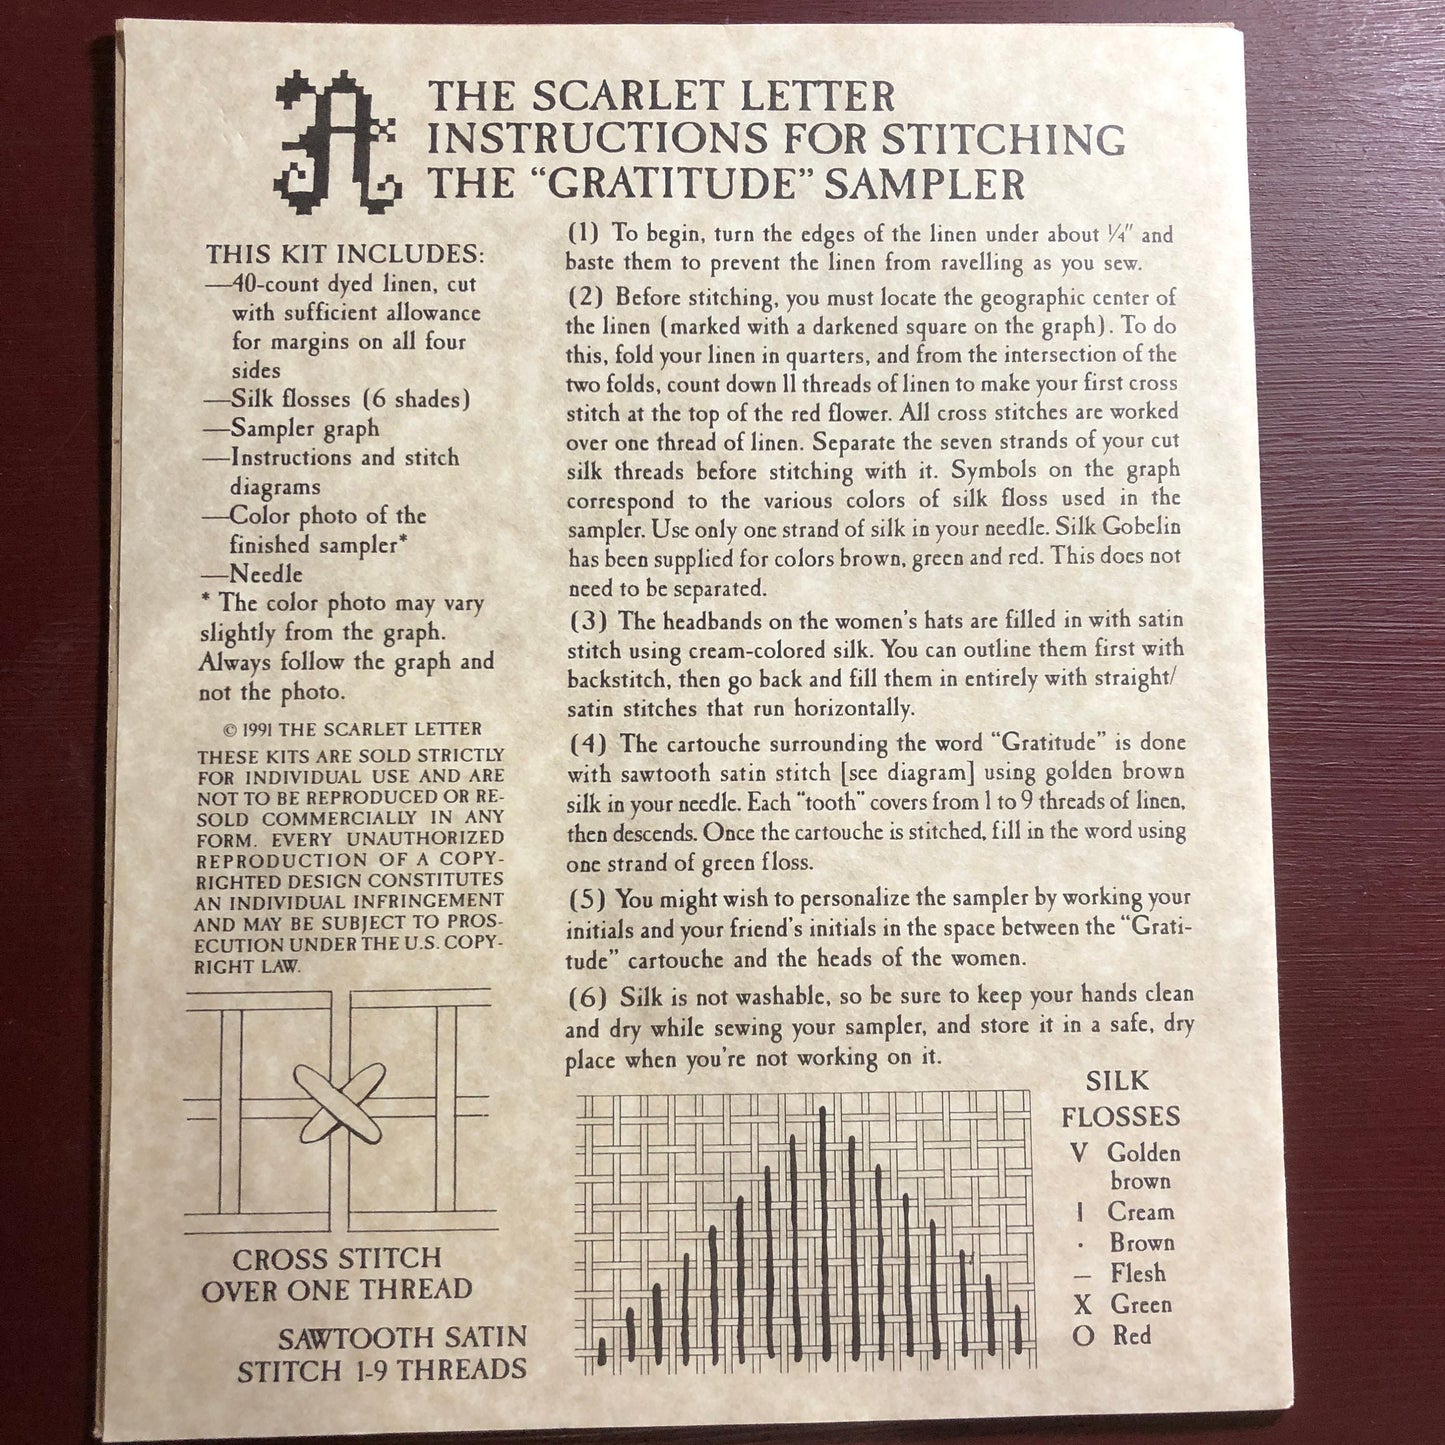 THE SCARLET LETTER
INSTRUCTIONS FOR STITCHING
THE "GRATITUDE" SAMPLER
THIS KIT INCLUDES:
—40-count dyed linen, cut
with sufficient allowance
for margins on all four
sides
—Silk flosses (6 shades)
—Sampler graph
—Instructions and stitch
diagrams
—Color photo of the
finished sampler*
—Needle
* The color photo may vary
slightly from the graph.
Always follow the graph and
not the photo.
© 1991 THE SCARLET LETTER
THESE KITS ARE SOLD STRICTLY
FOR INDIVIDUAL USE AND ARE
NOT TO BE REPRODUCED OR RE-
SOLD COMMERCIALLY IN ANY
FORM. EVERY UNAUTHORIZED
REPRODUCTION OF A COPY-
RIGHTED DESIGN CONSTITUTES
AN INDIVIDUAL INFRINGEMENT
AND MAY BE SUBJECT TO PROS-
ECUTION UNDER THE U.S. COPY-
RIGHT LAW.
CROSS STITCH
OVER ONE THREAD
SAWTOOTH SATIN
STITCH 1-9 THREADS
(1) To begin, turn the edges of the linen under about ¼" and
baste them to prevent the linen from ravelling as you sew.
(2) Before stitching, you must locate the geographic center of
the linen (marked with a darkened square on the graph). To do
this, fold your linen in quarters, and from the intersection of the
two folds, count down 11 threads of linen to make your first cross
stitch at the top of the red flower. All cross stitches are worked
over one thread of linen. Separate the seven strands of your cut
silk threads before stitching with it. Symbols on the graph
correspond to the various colors of silk floss used in the
sampler. Use only one strand of silk in your needle. Silk Gobelin
has been supplied for colors brown, green and red. This does not
need to be separated.
(3) The headbands on the women's hats are filled in with satin
stitch using cream-colored silk. You can outline them first with
backstitch, then go back and fill them in entirely with straight/
satin stitches that run horizontally.
(4) The cartouche surrounding the word "Gratitude" is done
with sawtooth satin stitch [see diagram] using golden brown
silk in your needle. Each "tooth" covers from 1 to 9 threads of linen,
then descends. Once the cartouche is stitched, fill in the word using
one strand of green floss.
(5) You might wish to personalize the sampler by working your
initials and your friend's initials in the space between the "Grati-
tude" cartouche and the heads of the women.
(6) Silk is not washable, so be sure to keep your hands clean
and dry while sewing your sampler, and store it in a safe, dry
place when you're not working on it.
SILK
FLOSSES
V Golden
brown
I Cream
· Brown
— Flesh
X Green
O Red